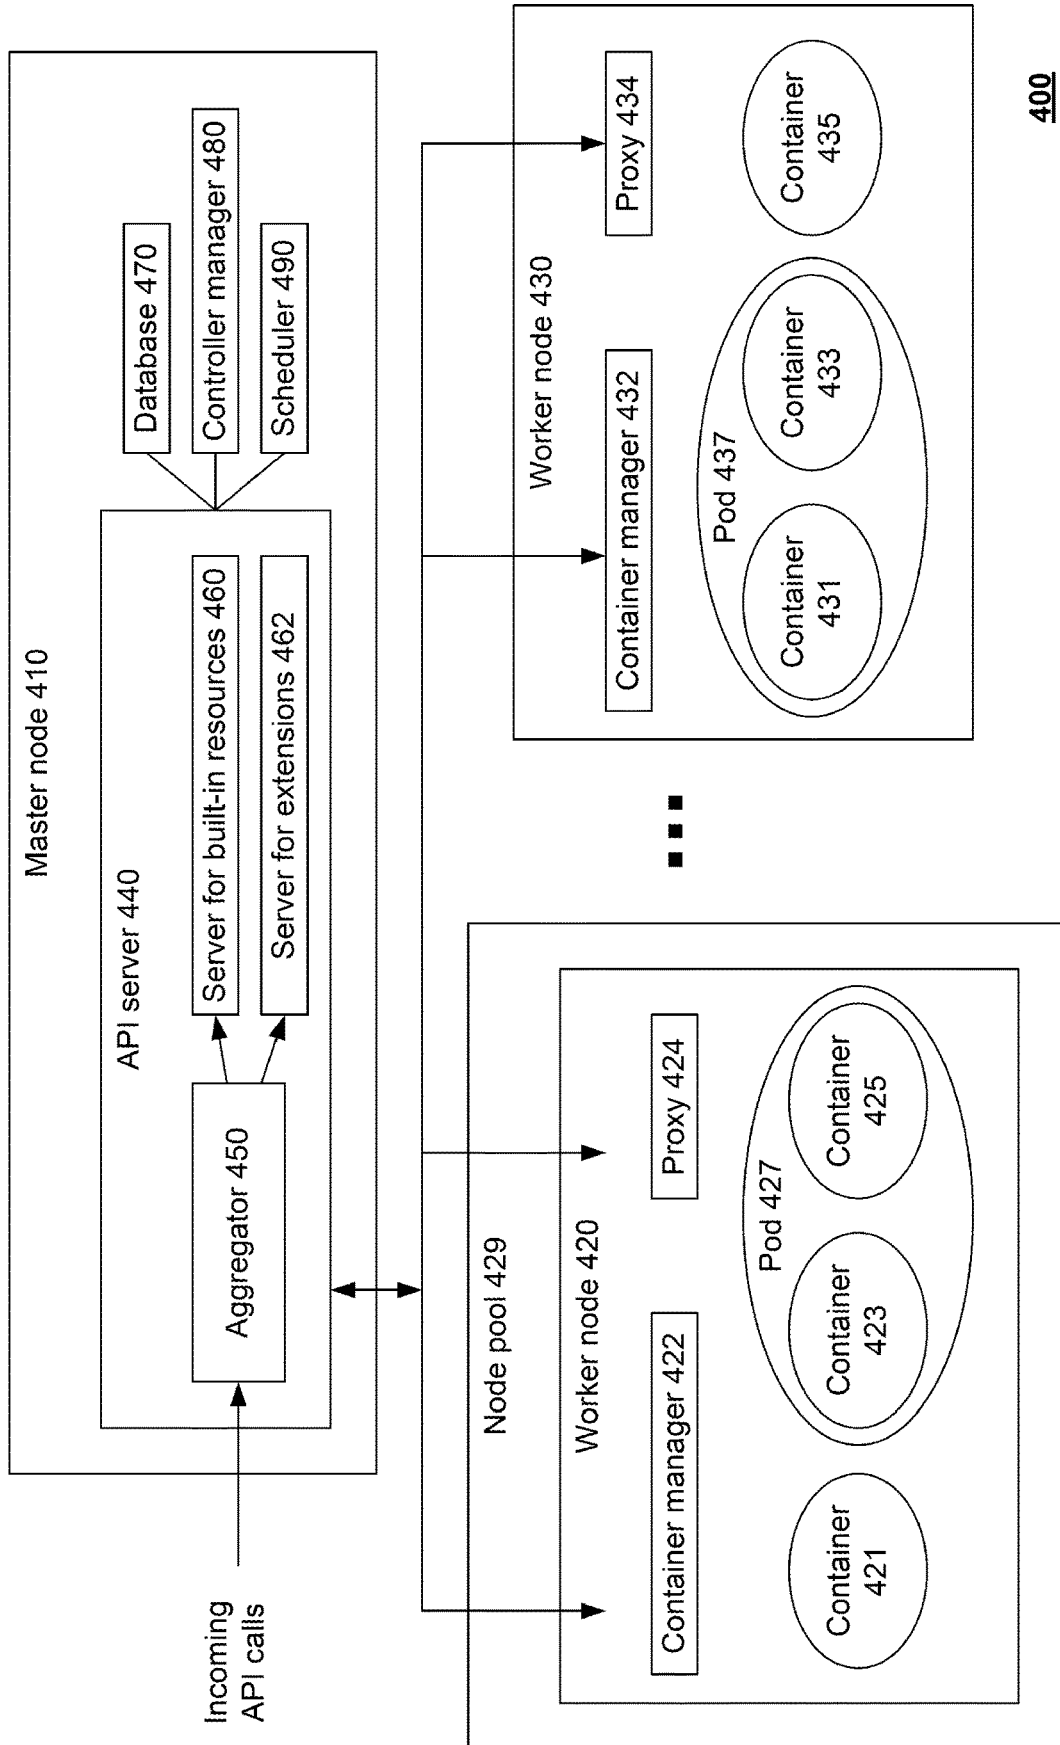 Master node 410
API server 440
Incoming
API calls
Aggregator 450
Server for built-in resources 460
Server for extensions 462
Database 470
Controller manager 480
Scheduler 490
Node pool 429
Worker node 420
Container manager 422
Proxy 424
Container
421
Pod 427
Container
423
Container
425
Worker node 430
Container manager 432
Proxy 434
Pod 437
Container
431
Container
433
Container
435
400